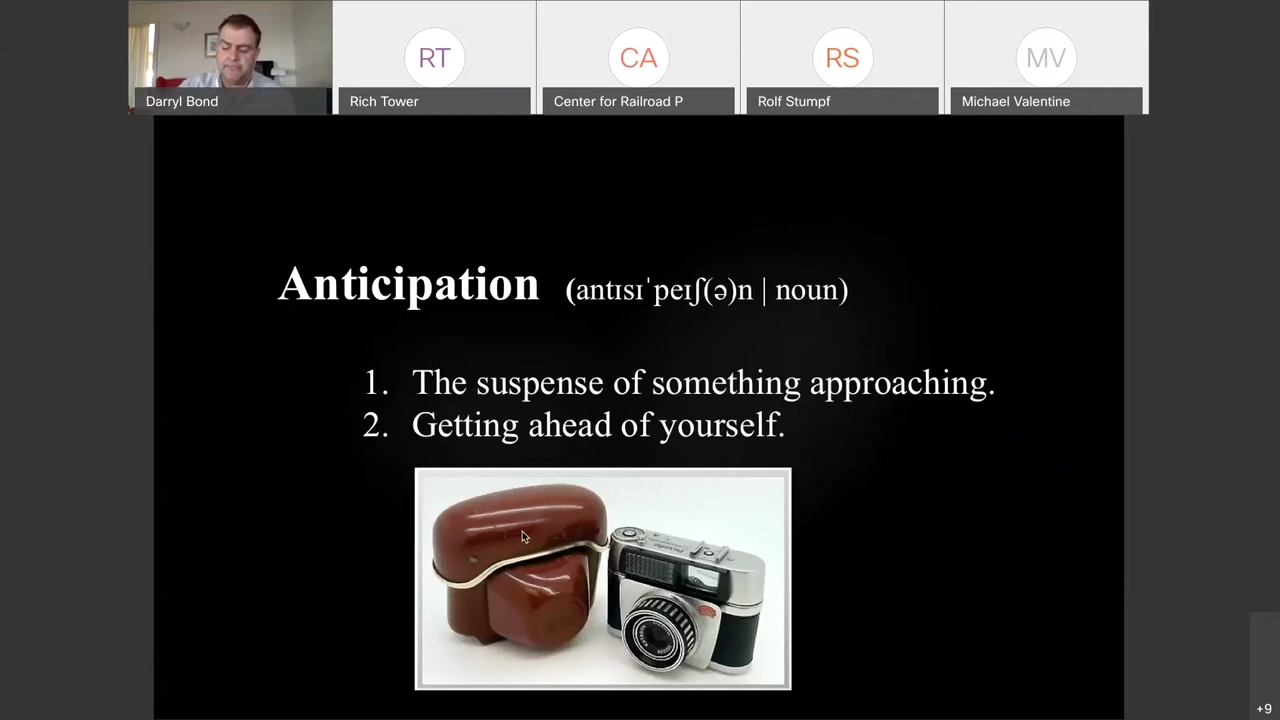 RT
CA
RS
MV
Darryl Bond
Rich Tower
Center for Railroad P
Rolf Stumpf
Michael Valentine
Anticipation (antɪsɪˈpeɪʃ(ə)n | noun)
1. The suspense of something approaching.
2. Getting ahead of yourself.
+9